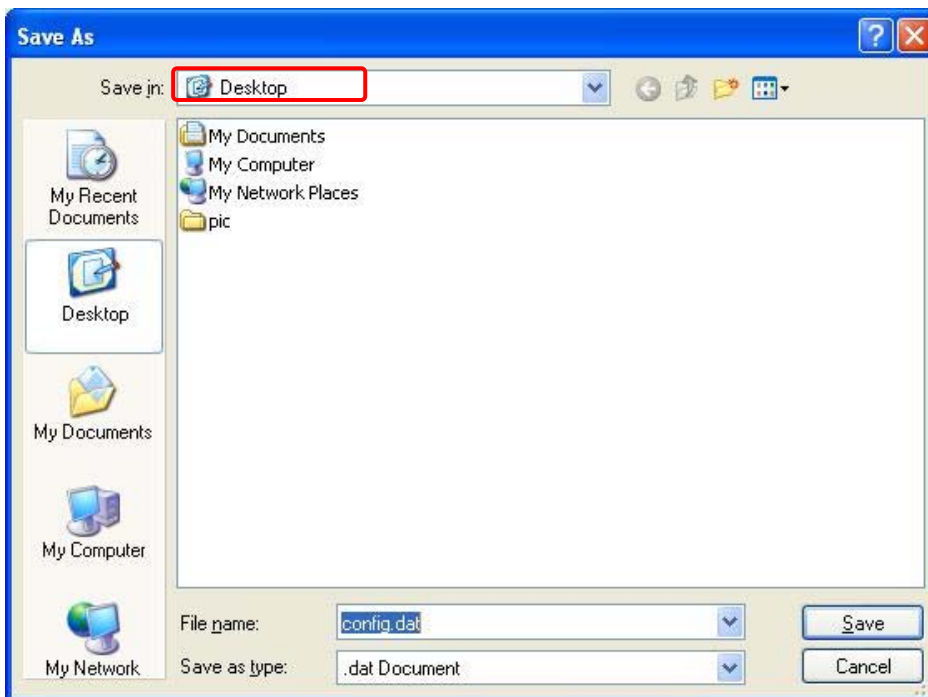 Save As
Save in:
Desktop
My Documents
My Computer
My Network Places
pic
My Recent
Documents
Desktop
My Documents
My Computer
My Network
File name:
config.dat
Save
Save as type:
.dat Document
Cancel